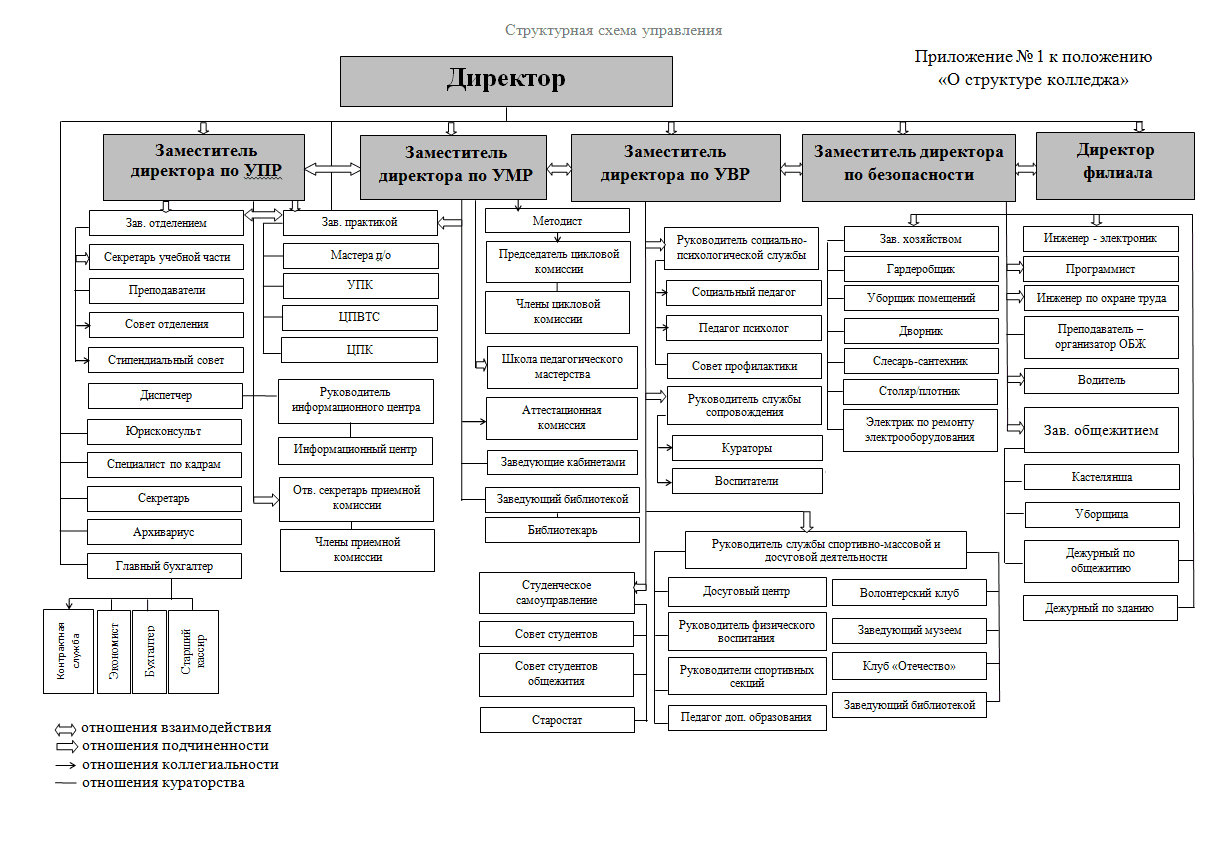 Структурная схема управления
Приложение № 1 к положению
«О структуре колледжа»
Директор
Заместитель
директора по УПР
Заместитель
директора по УМР
Заместитель
директора по УВР
Заместитель директора
по безопасности
Директор
филиала
Зав. отделением
Секретарь учебной части
Преподаватели
Совет отделения
Стипендиальный совет
Диспетчер
Юрисконсульт
Специалист по кадрам
Секретарь
Архивариус
Главный бухгалтер
Контрактная
служба
Экономист
Бухгалтер
Старший
кассир
Зав. практикой
Мастера п/о
УПК
ЦПВТС
ЦПК
Руководитель
информационного центра
Информационный центр
Отв. секретарь приемной
комиссии
Члены приемной
комиссии
Методист
Председатель цикловой
комиссии
Члены цикловой
комиссии
Школа педагогического
мастерства
Аттестационная
комиссия
Заведующие кабинетами
Заведующий библиотекой
Библиотекарь
Студенческое
самоуправление
Совет студентов
Совет студентов
общежития
Старостат
Руководитель социально-
психологической службы
Социальный педагог
Педагог психолог
Совет профилактики
Руководитель службы
сопровождения
Кураторы
Воспитатели
Руководитель службы спортивно-массовой и
досуговой деятельности
Досуговый центр
Руководитель физического
воспитания
Руководители спортивных
секций
Педагог доп. образования
Волонтерский клуб
Заведующий музеем
Клуб «Отечество»
Заведующий библиотекой
Зав. хозяйством
Гардеробщик
Уборщик помещений
Дворник
Слесарь-сантехник
Столяр/плотник
Электрик по ремонту
электрооборудования
Инженер - электроник
Программист
Инженер по охране труда
Преподаватель –
организатор ОБЖ
Водитель
Зав. общежитием
Кастелянша
Уборщица
Дежурный по
общежитию
Дежурный по зданию
отношения взаимодействия
отношения подчиненности
отношения коллегиальности
отношения кураторства